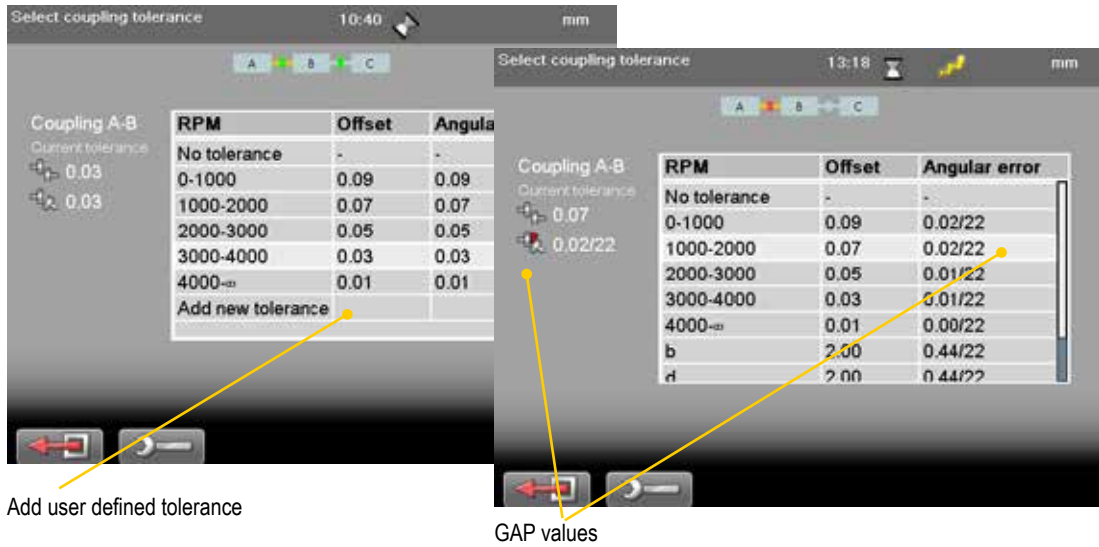 Select coupling tolerance 10:40 mm
A B C
Coupling A-B
Current tolerance
0.03
0.03
RPM Offset Angula
No tolerance - -
0-1000 0.09 0.09
1000-2000 0.07 0.07
2000-3000 0.05 0.05
3000-4000 0.03 0.03
4000-∞ 0.01 0.01
Add new tolerance
Add user defined tolerance
Select coupling tolerance 13:18 mm
A B C
Coupling A-B
Current tolerance
0.07
0.02/22
RPM Offset Angular error
No tolerance - -
0-1000 0.09 0.02/22
1000-2000 0.07 0.02/22
2000-3000 0.05 0.01/22
3000-4000 0.03 0.01/22
4000-∞ 0.01 0.00/22
b 2.00 0.44/22
d 2.00 0.44/22
GAP values